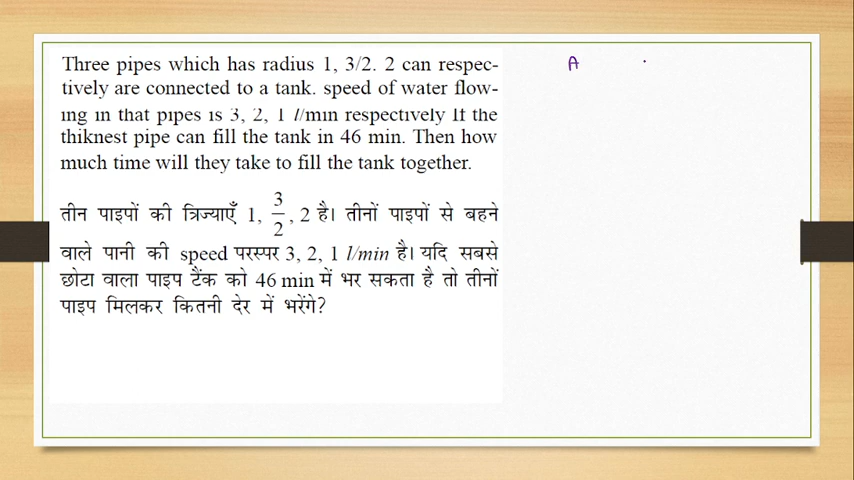 Three pipes which has radius 1, 3/2. 2 can respec-
tively are connected to a tank. speed of water flow-
ing in that pipes is 3, 2, 1 l/min respectively If the
thiknest pipe can fill the tank in 46 min. Then how
much time will they take to fill the tank together.
तीन पाइपों की त्रिज्याएँ 1, 3/2, 2 है। तीनों पाइपों से बहने
वाले पानी की speed परस्पर 3, 2, 1 l/min है। यदि सबसे
छोटा वाला पाइप टैंक को 46 min में भर सकता है तो तीनों
पाइप मिलकर कितनी देर में भरेंगे?
A